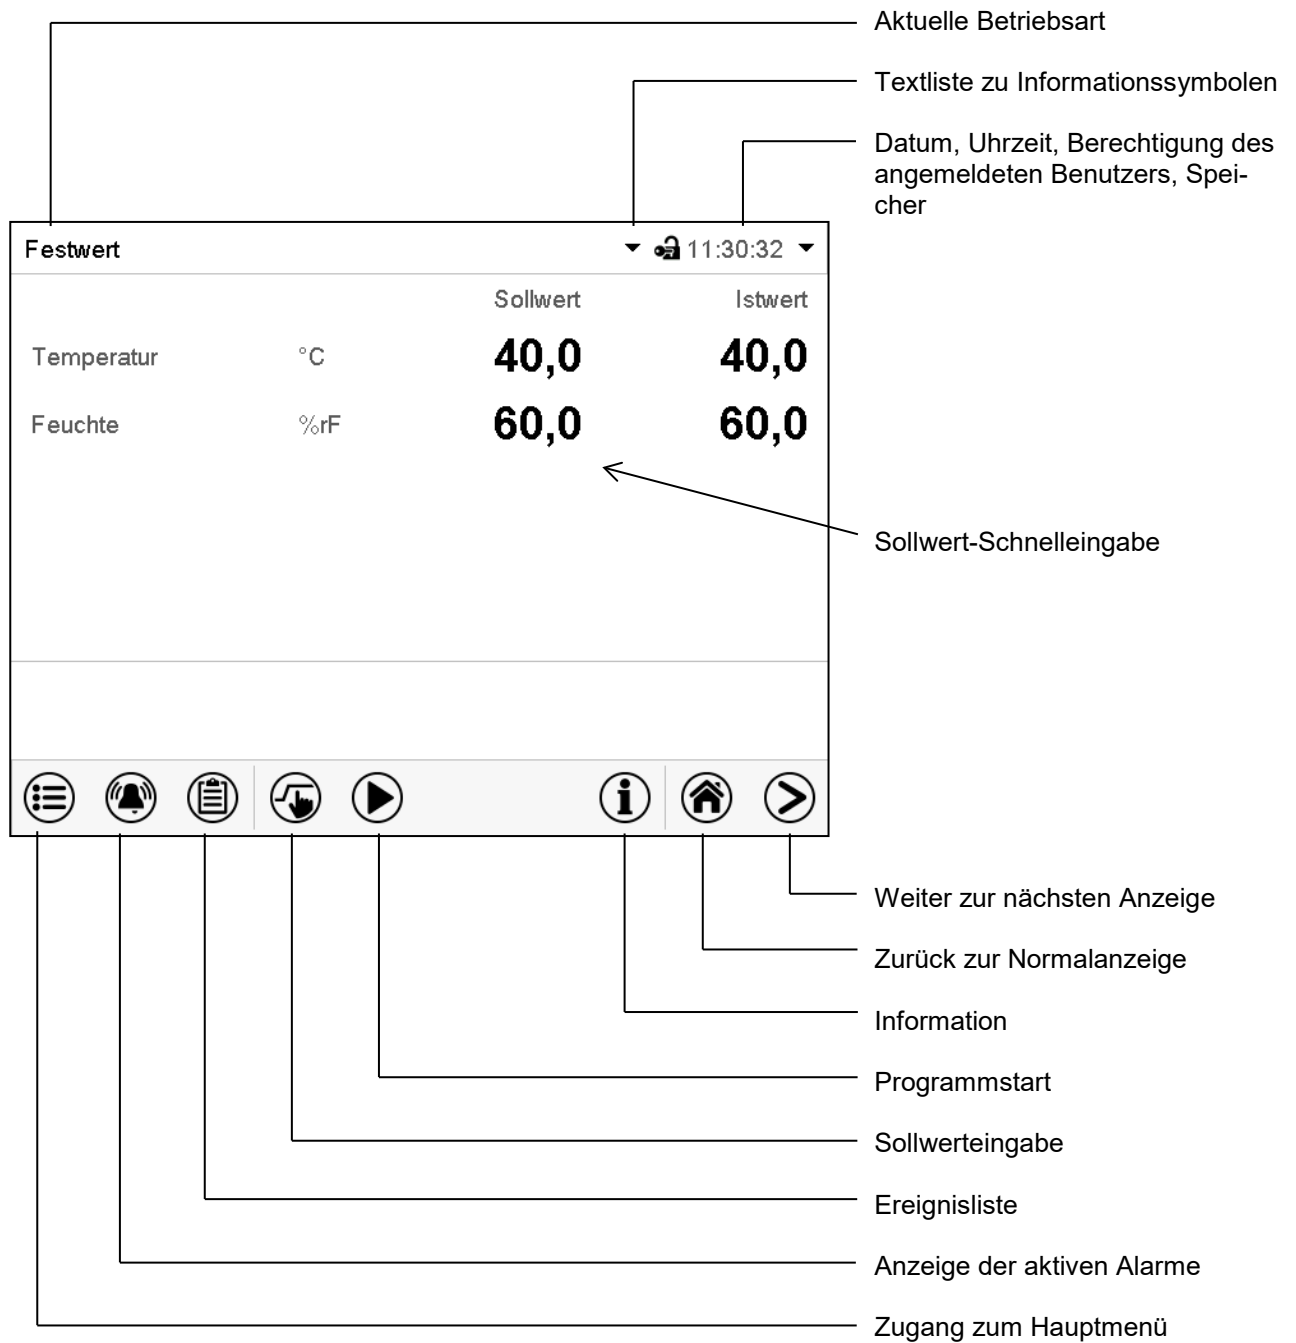 Aktuelle Betriebsart
Textliste zu Informationssymbolen
Datum, Uhrzeit, Berechtigung des
angemeldeten Benutzers, Spei-
cher
Festwert 11:30:32
Sollwert Istwert
Temperatur °C 40,0 40,0
Feuchte %rF 60,0 60,0
Sollwert-Schnelleingabe
Weiter zur nächsten Anzeige
Zurück zur Normalanzeige
Information
Programmstart
Sollwerteingabe
Ereignisliste
Anzeige der aktiven Alarme
Zugang zum Hauptmenü